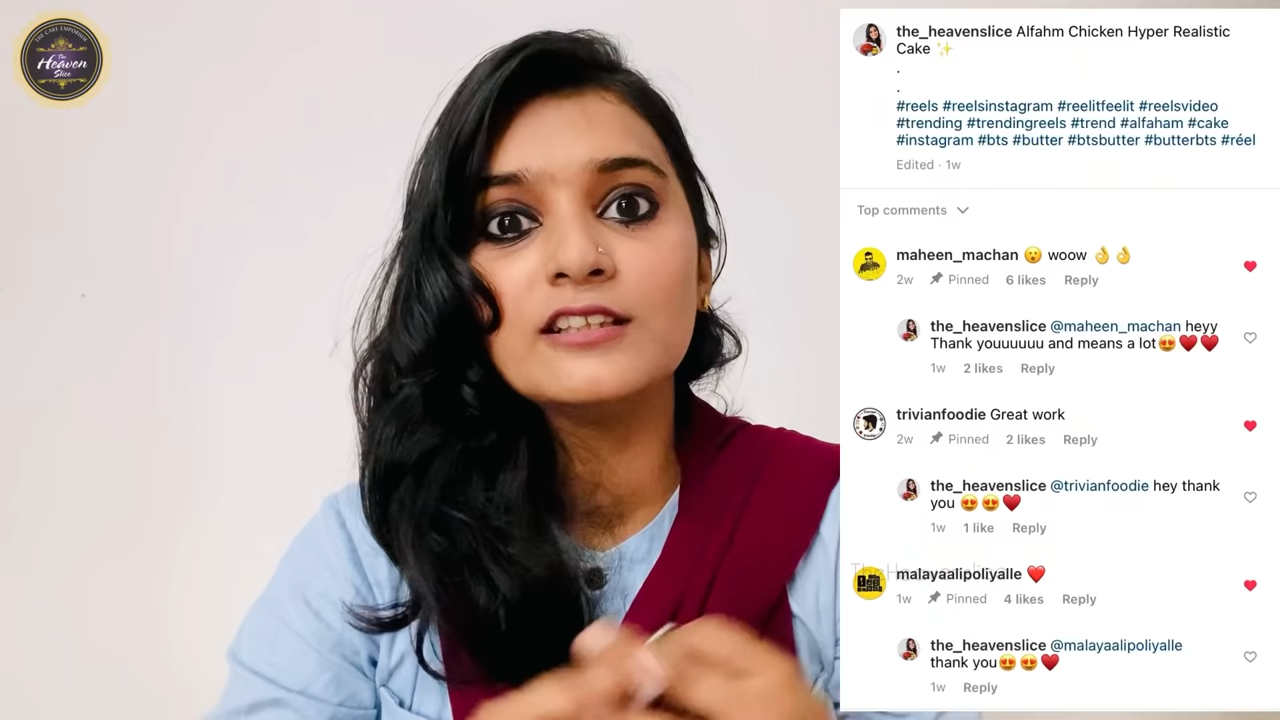 THE CAKE EMPORIUM
The
Heaven
Slice
the_heavenslice Alfahm Chicken Hyper Realistic
Cake ✨
.
.
#reels #reelsinstagram #reelitfeelit #reelsvideo
#trending #trendingreels #trend #alfaham #cake
#instagram #bts #butter #btsbutter #butterbts #réel
Edited · 1w
Top comments
maheen_machan 😮 woow 👌👌
2w Pinned 6 likes Reply
the_heavenslice @maheen_machan heyy
Thank youuuuuu and means a lot😍♥️♥️
1w 2 likes Reply
trivianfoodie Great work
2w Pinned 2 likes Reply
the_heavenslice @trivianfoodie hey thank
you 😍😍♥️
1w 1 like Reply
malayaalipoliyalle ❤️
1w Pinned 4 likes Reply
the_heavenslice @malayaalipoliyalle
thank you😍😍♥️
1w Reply